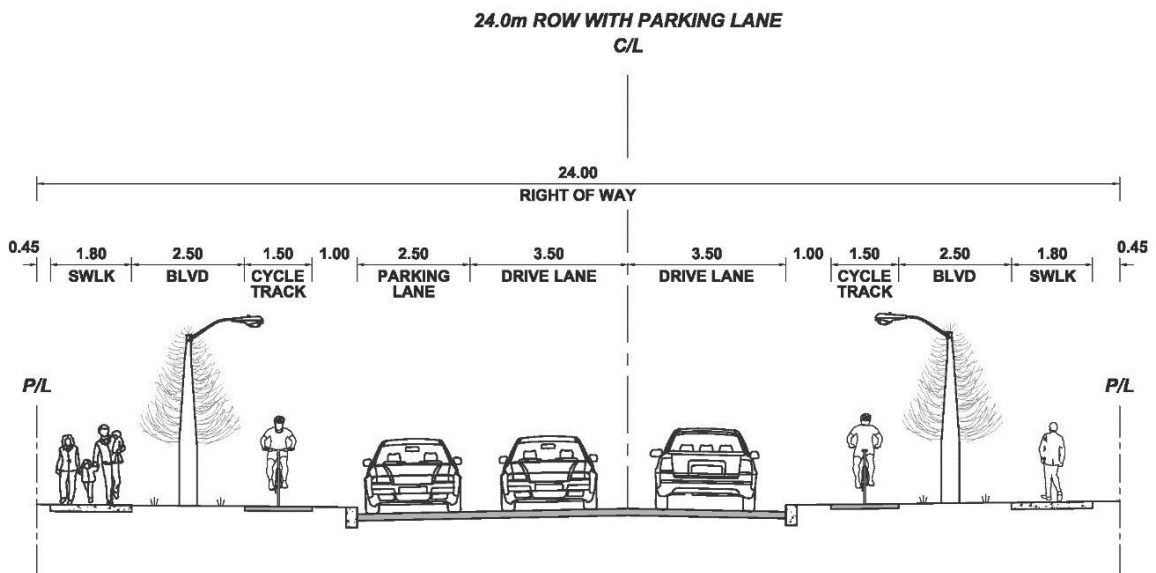 24.0m ROW WITH PARKING LANE
C/L
24.00
RIGHT OF WAY
0.45 1.80 2.50 1.50 1.00 2.50 3.50 3.50 1.00 1.50 2.50 1.80 0.45
SWLK BLVD CYCLE PARKING DRIVE LANE DRIVE LANE CYCLE BLVD SWLK
TRACK LANE TRACK
P/L P/L